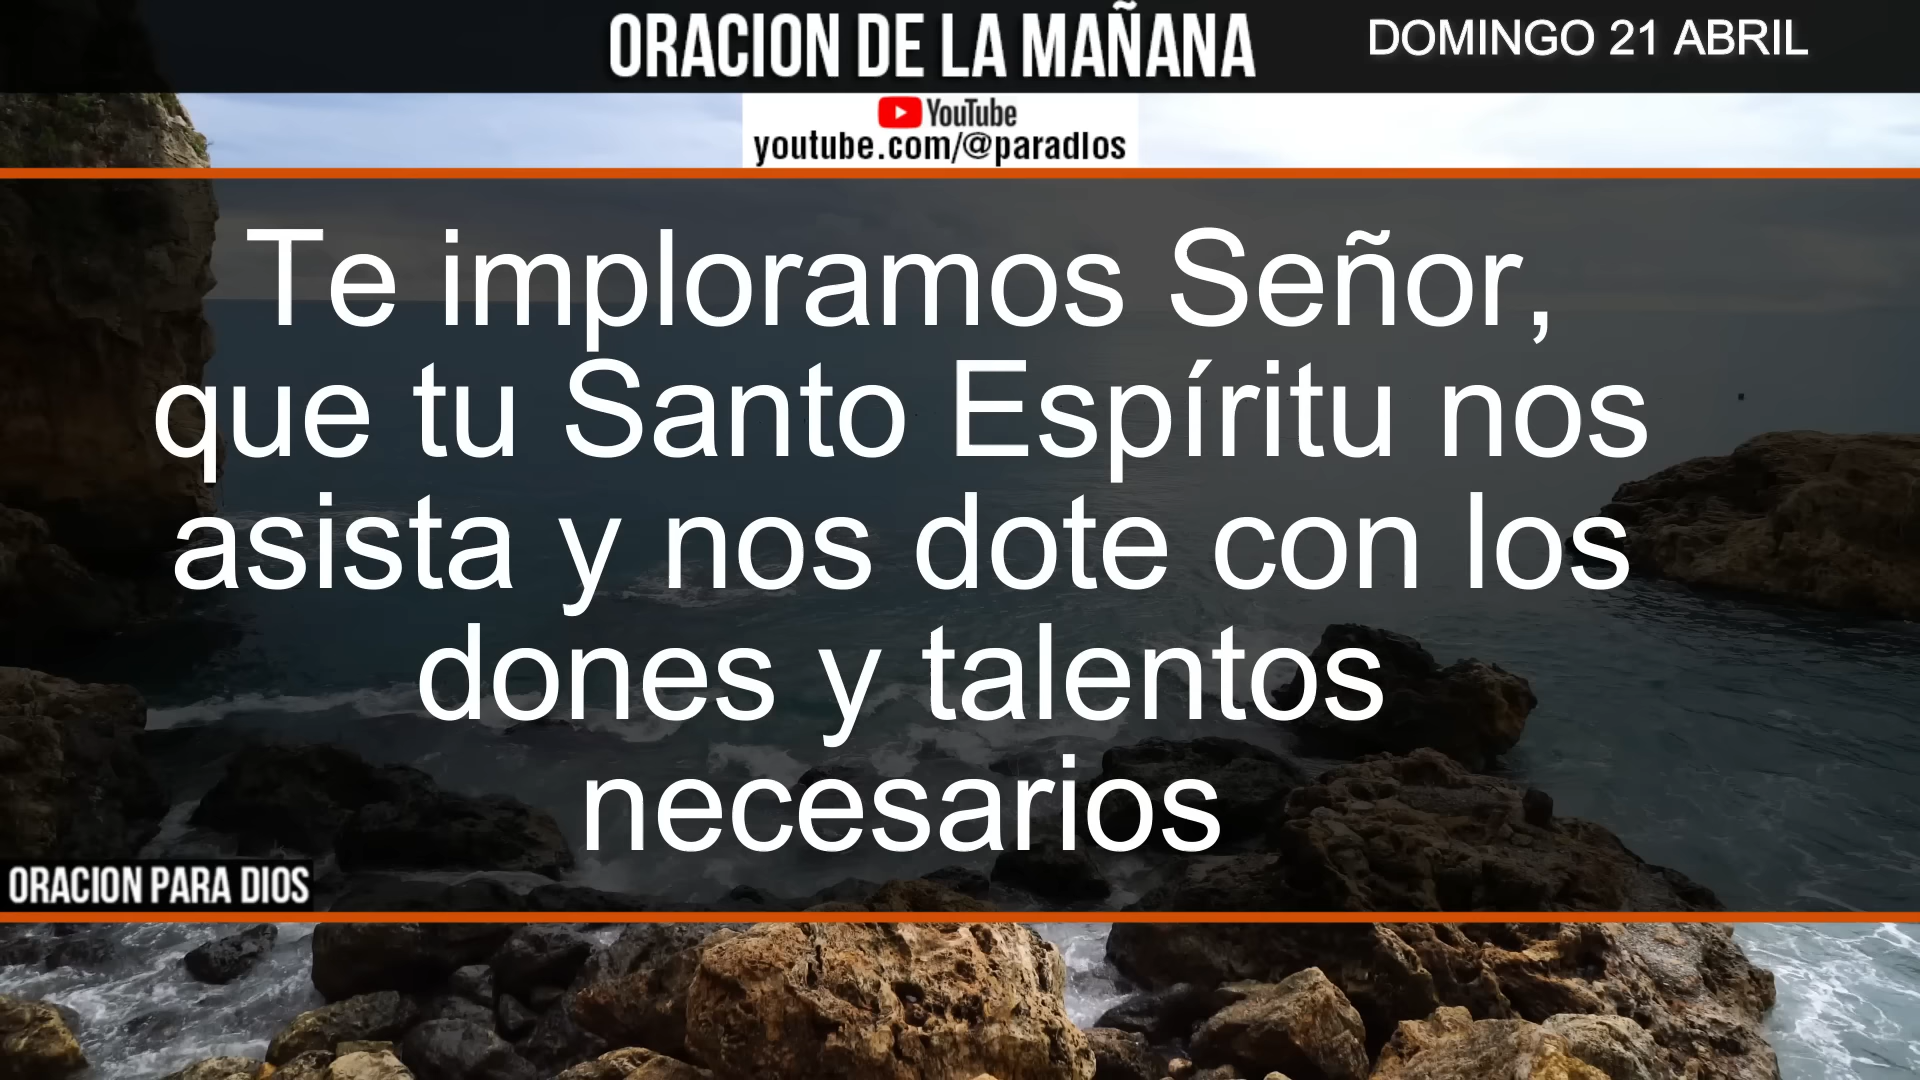 ORACION DE LA MAÑANA
DOMINGO 21 ABRIL
YouTube
youtube.com/@paradIos
Te imploramos Señor,
que tu Santo Espíritu nos
asista y nos dote con los
dones y talentos
necesarios
ORACION PARA DIOS